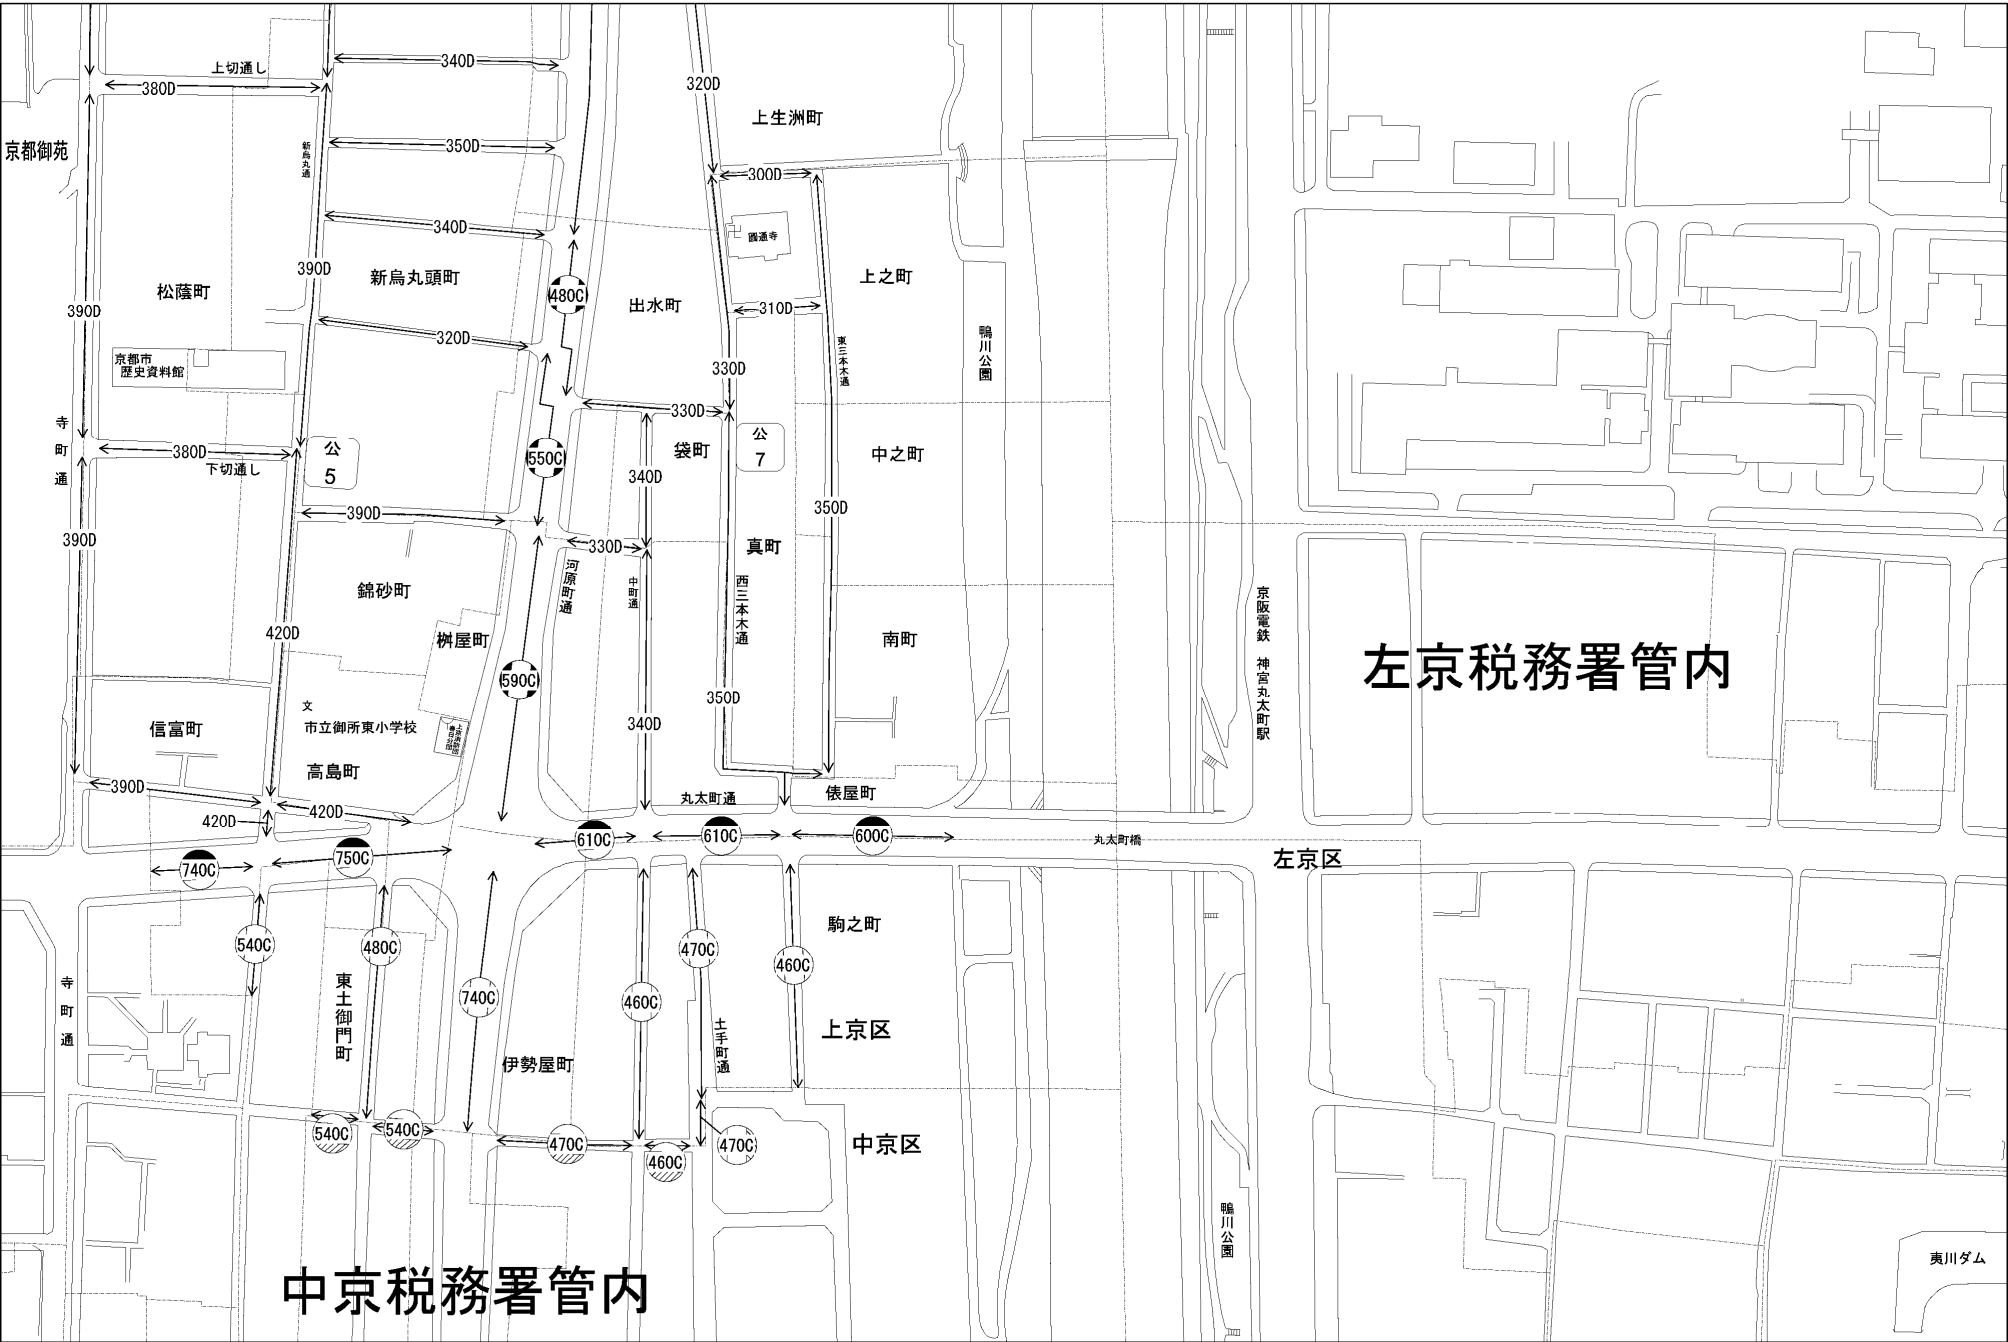 340D
上切通し
380D
320D
上生洲町
京都御苑
新烏丸通
350D
300D
340D
圓通寺
390D
新烏丸頭町
上之町
松蔭町
480C
出水町
390D
310D
320D
鴨川公園
東三本木通
京都市
歴史資料館
330D
330D
寺町通
公
5
袋町
公
7
中之町
380D
下切通し
550C
340D
350D
390D
390D
330D
真町
河原町通
中町通
西三本木通
錦砂町
京阪電鉄 神宮丸太町駅
420D
桝屋町
南町
左京税務署管内
590C
350D
文
市立御所東小学校
信富町
340D
高島町
390D
丸太町通
俵屋町
420D
420D
610C
610C
600C
丸太町橋
750C
740C
左京区
駒之町
540C
480C
470C
460C
東土御門町
寺町通
740C
460C
上京区
土手町通
伊勢屋町
540C
540C
470C
470C
460C
中京区
鴨川公園
夷川ダム
中京税務署管内